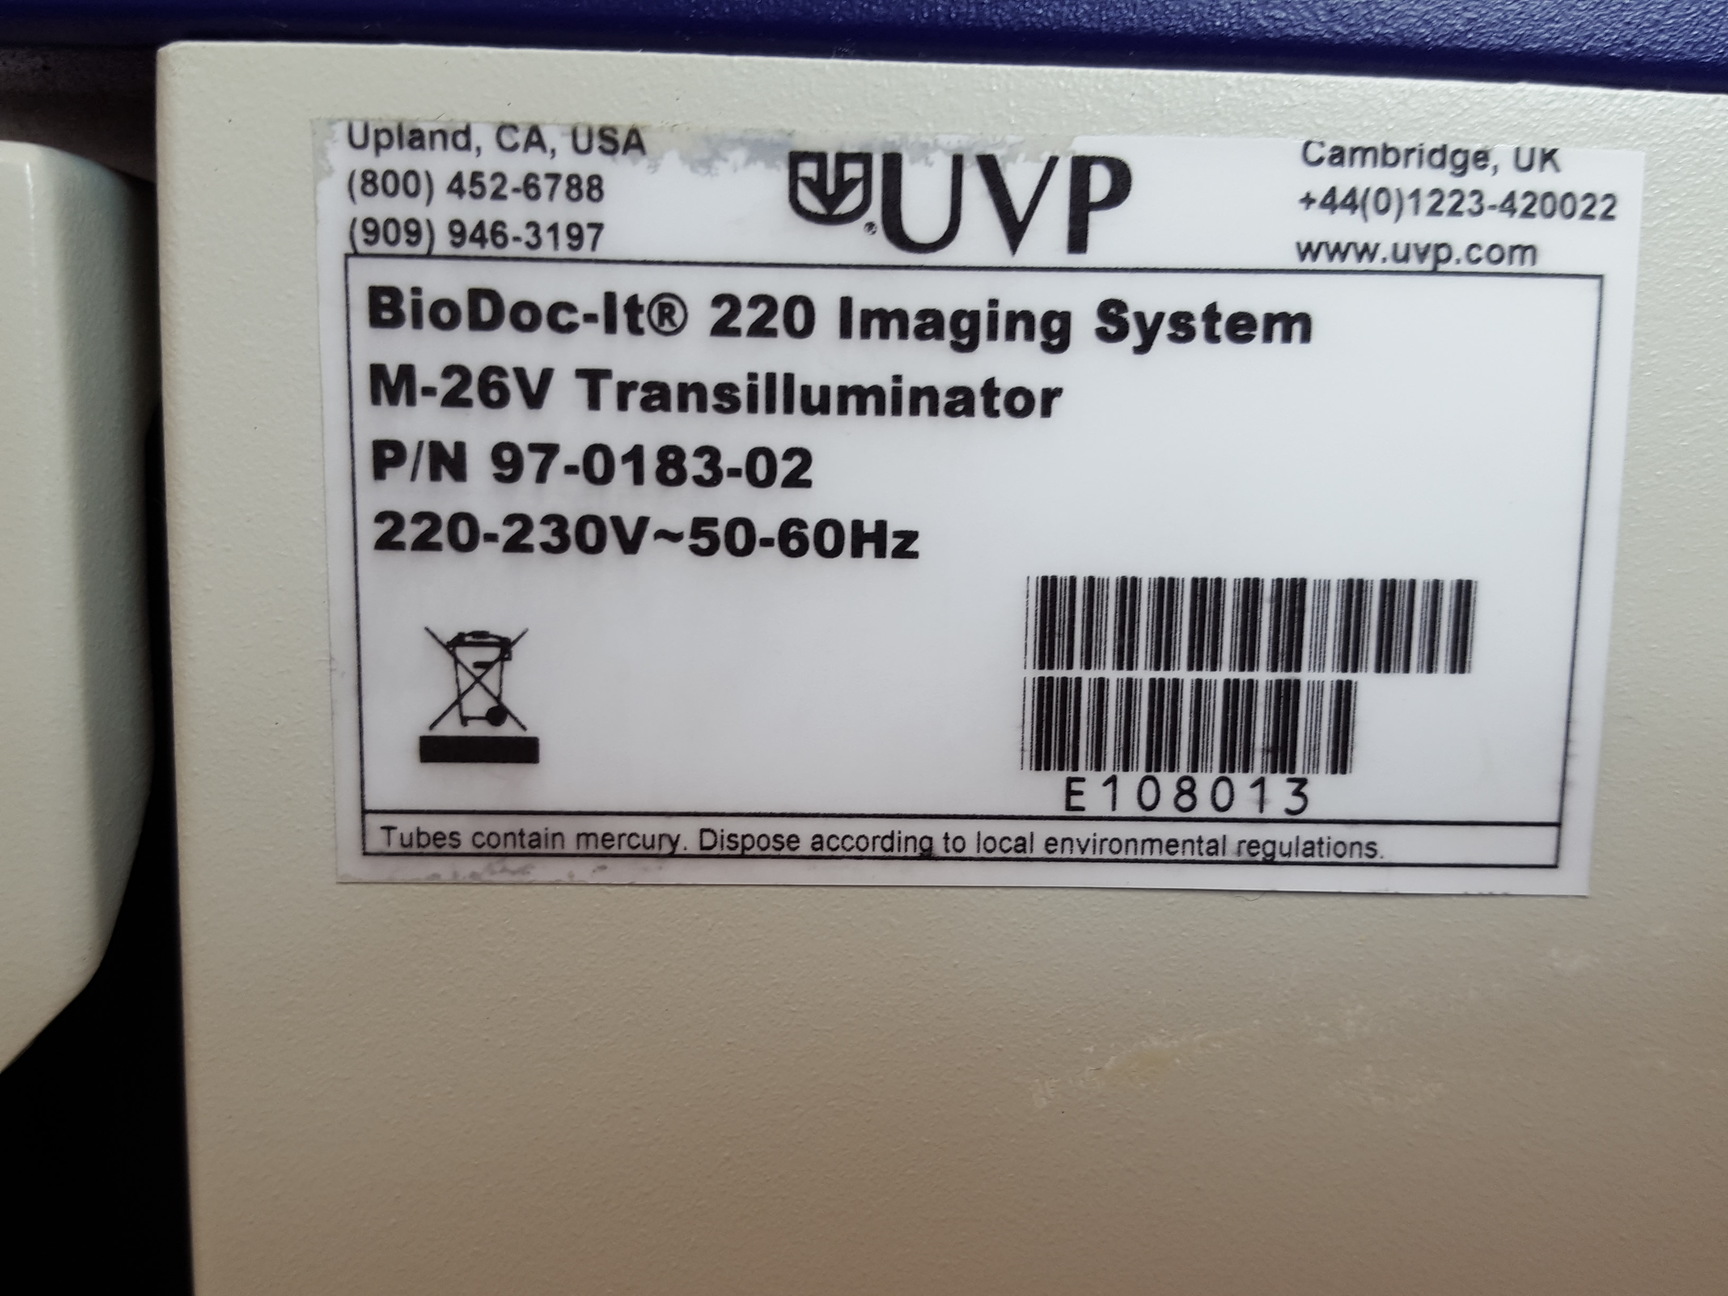 Upland, CA, USA
(800) 452-6788
(909) 946-3197
® UVP
Cambridge, UK
+44(0)1223-420022
www.uvp.com
BioDoc-It® 220 Imaging System
M-26V Transilluminator
P/N 97-0183-02
220-230V~50-60Hz
E108013
Tubes contain mercury. Dispose according to local environmental regulations.